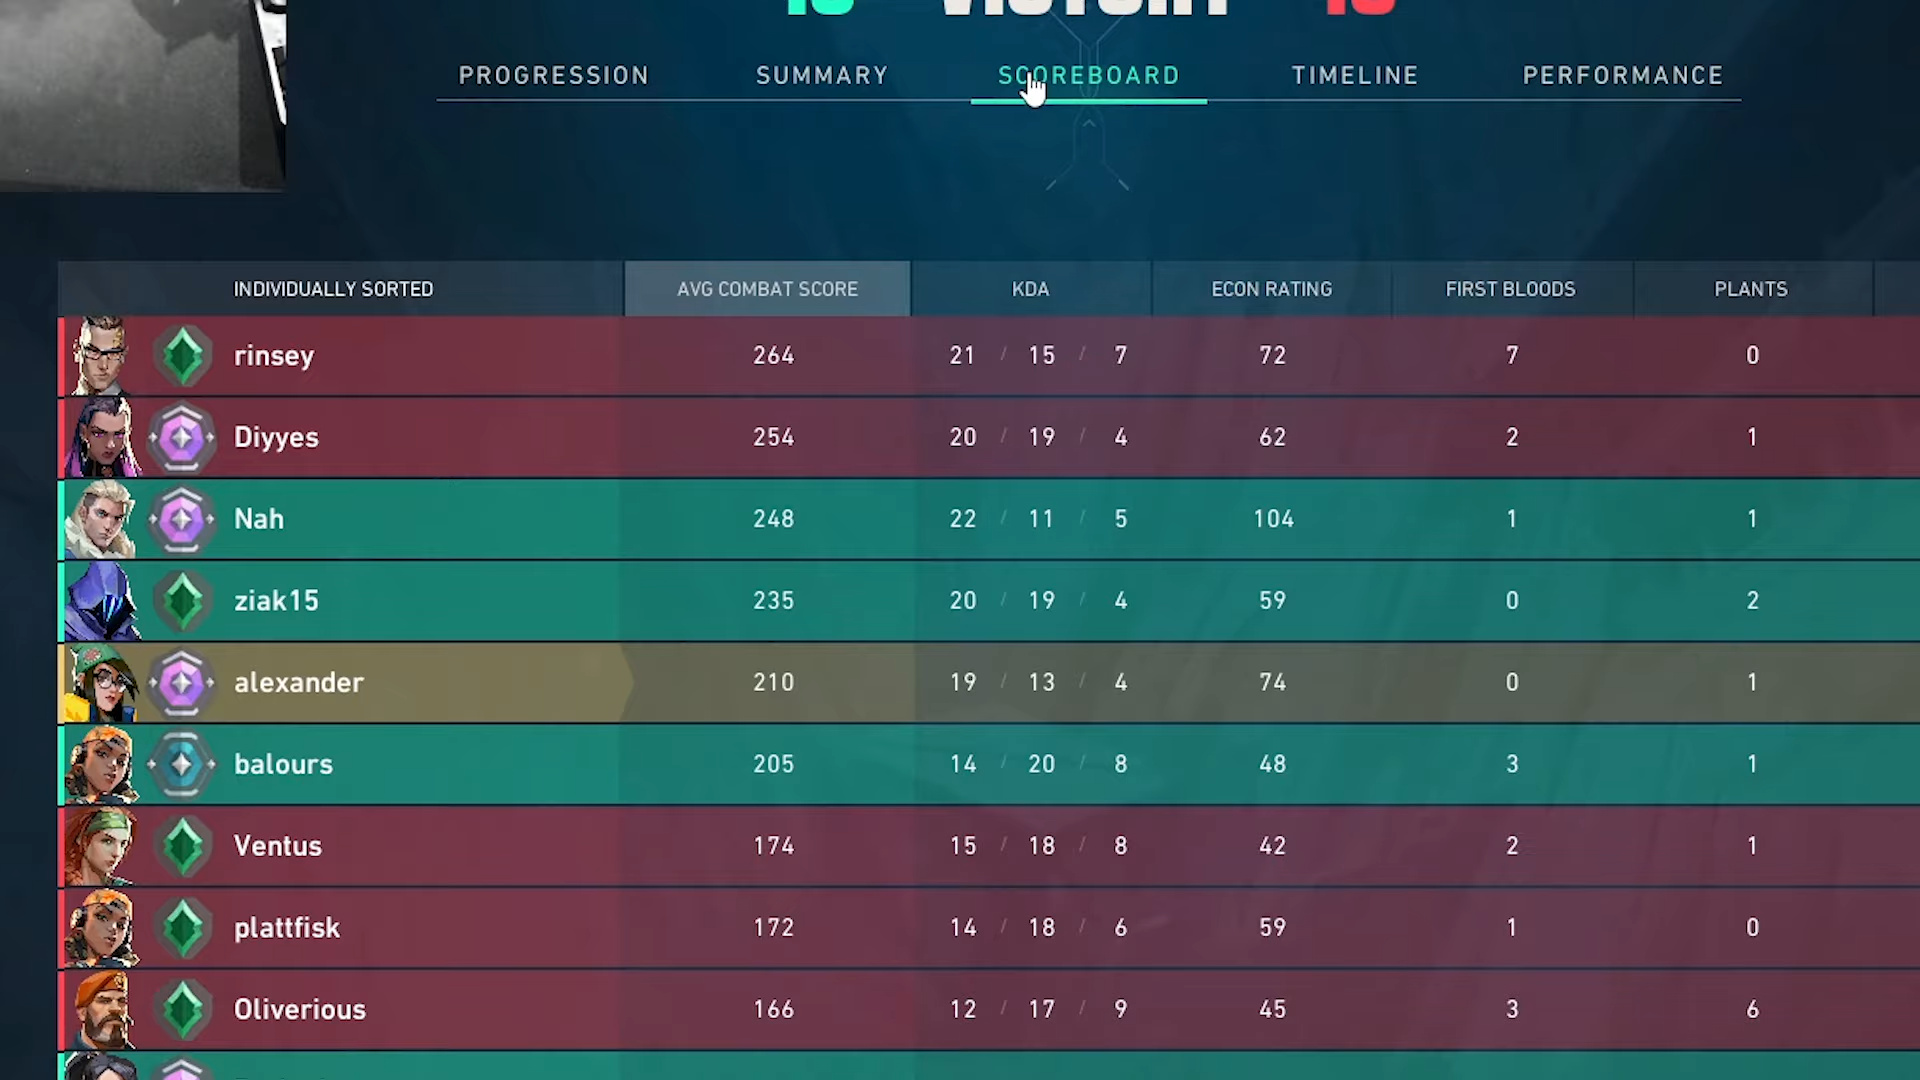 VICTORY
PROGRESSION SUMMARY SCOREBOARD TIMELINE PERFORMANCE
INDIVIDUALLY SORTED AVG COMBAT SCORE KDA ECON RATING FIRST BLOODS PLANTS
rinsey 264 21 / 15 / 7 72 7 0
Diyyes 254 20 / 19 / 4 62 2 1
Nah 248 22 / 11 / 5 104 1 1
ziak15 235 20 / 19 / 4 59 0 2
alexander 210 19 / 13 / 4 74 0 1
balours 205 14 / 20 / 8 48 3 1
Ventus 174 15 / 18 / 8 42 2 1
plattfisk 172 14 / 18 / 6 59 1 0
Oliverious 166 12 / 17 / 9 45 3 6